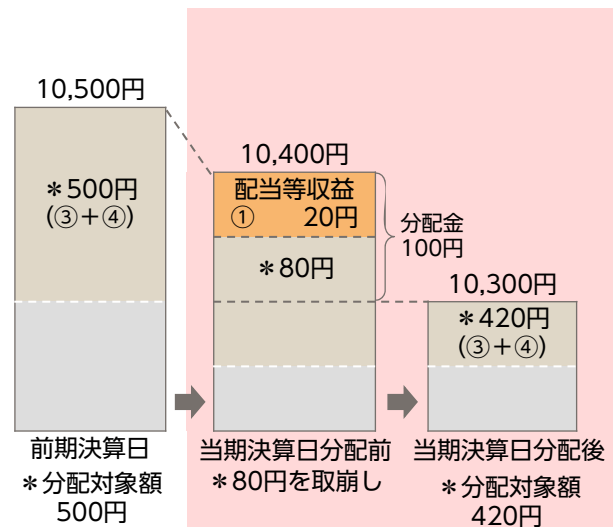 10,500円
＊500円
(③＋④)
前期決算日
＊分配対象額
500円
10,400円
配当等収益
① 20円
＊80円
分配金
100円
当期決算日分配前
＊80円を取崩し
10,300円
＊420円
(③＋④)
当期決算日分配後
＊分配対象額
420円